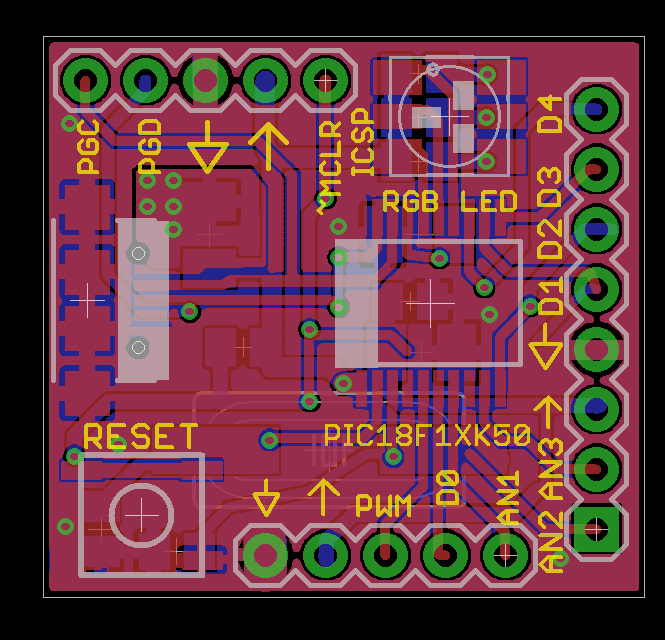 PGC
PGD
^MCLR
ICSP
RGB LED
D4
D3
D2
D1
RESET
PIC18F1XK50
PWM
D0
AN1
AN3
AN2